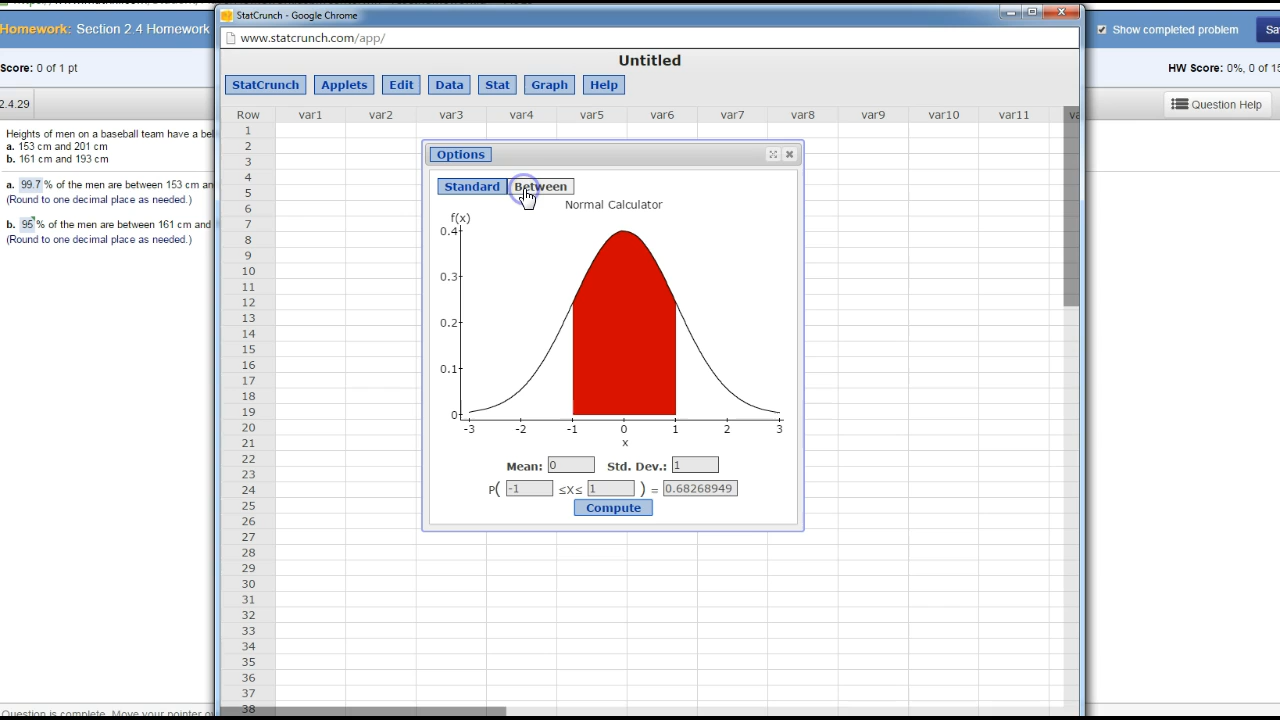 StatCrunch - Google Chrome
www.statcrunch.com/app/
Homework: Section 2.4 Homework
Show completed problem
Sa
Score: 0 of 1 pt
HW Score: 0%, 0 of 15
2.4.29
Question Help
Heights of men on a baseball team have a bel
a. 153 cm and 201 cm
b. 161 cm and 193 cm
a. 99.7 % of the men are between 153 cm an
(Round to one decimal place as needed.)
b. 95 % of the men are between 161 cm and
(Round to one decimal place as needed.)
Untitled
StatCrunch Applets Edit Data Stat Graph Help
Row var1 var2 var3 var4 var5 var6 var7 var8 var9 var10 var11 va
1
2
3
4
5
6
7
8
9
10
11
12
13
14
15
16
17
18
19
20
21
22
23
24
25
26
27
28
29
30
31
32
33
34
35
36
37
38
Options
Standard Between
Normal Calculator
f(x)
0.4
0.3
0.2
0.1
0
-3 -2 -1 0 1 2 3
x
Mean: 0 Std. Dev.: 1
P( -1 ≤X≤ 1 ) = 0.68268949
Compute
Question is complete. Move your pointer o